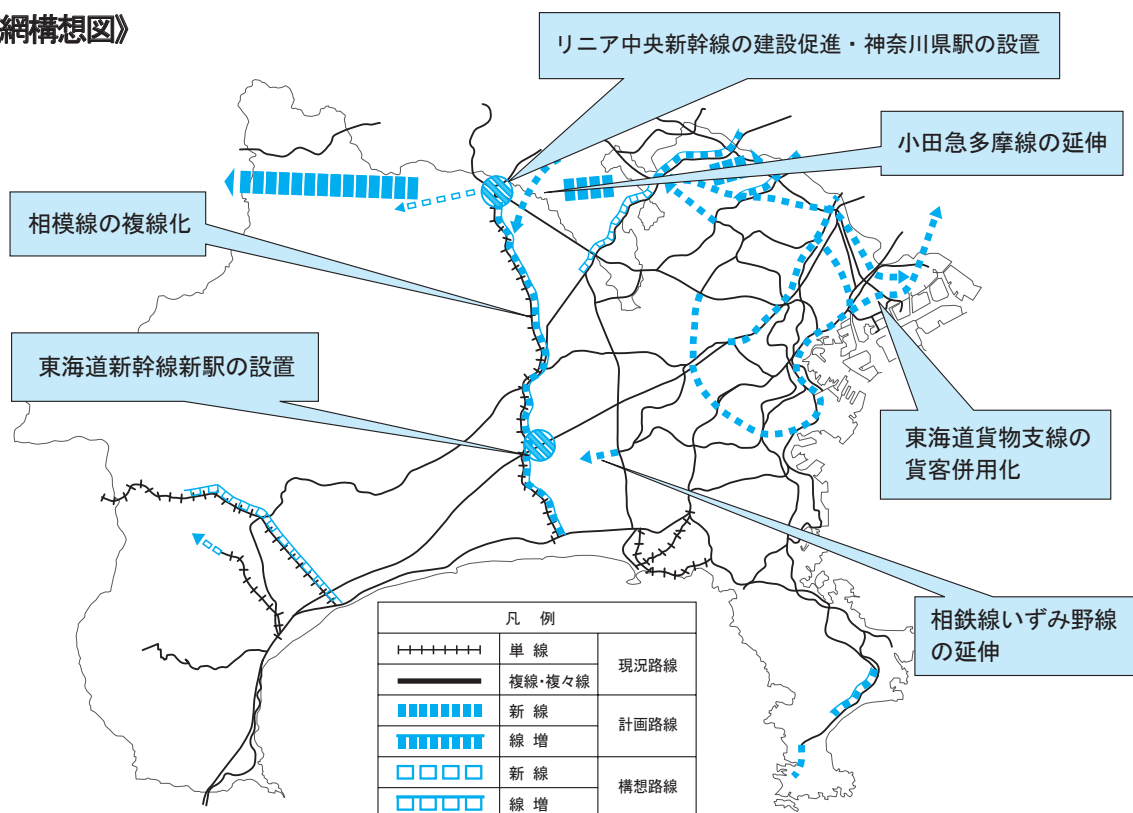 網構想図》
リニア中央新幹線の建設促進・神奈川県駅の設置
小田急多摩線の延伸
相模線の複線化
東海道新幹線新駅の設置
東海道貨物支線の
貨客併用化
相鉄線いずみ野線
の延伸
凡 例
単 線
現況路線
複線・複々線
新 線
計画路線
線 増
新 線
構想路線
線 増